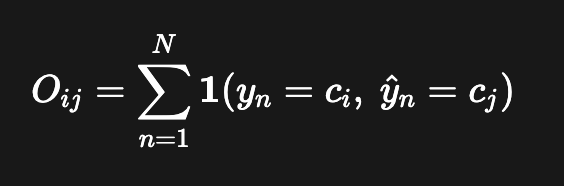 O_{ij} = \sum_{n=1}^{N} \mathbf{1}(y_n = c_i, \hat{y}_n = c_j)